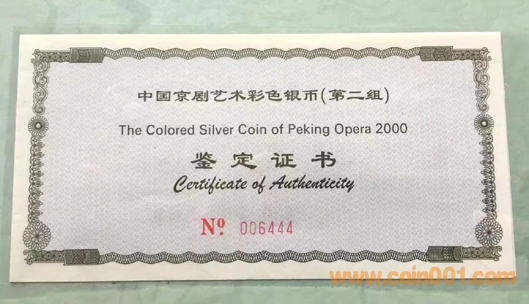 中国京剧艺术彩色银币(第二组)
The Colored Silver Coin of Peking Opera 2000
鉴定证书
Certificate of Authenticity
Nº 006444
www.coin001.com